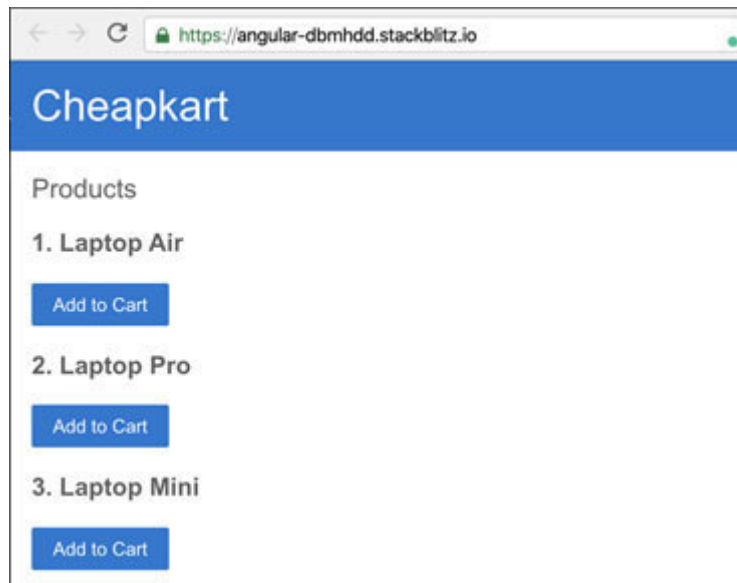 https://angular-dbmhdd.stackblitz.io
Cheapkart
Products
1. Laptop Air
Add to Cart
2. Laptop Pro
Add to Cart
3. Laptop Mini
Add to Cart